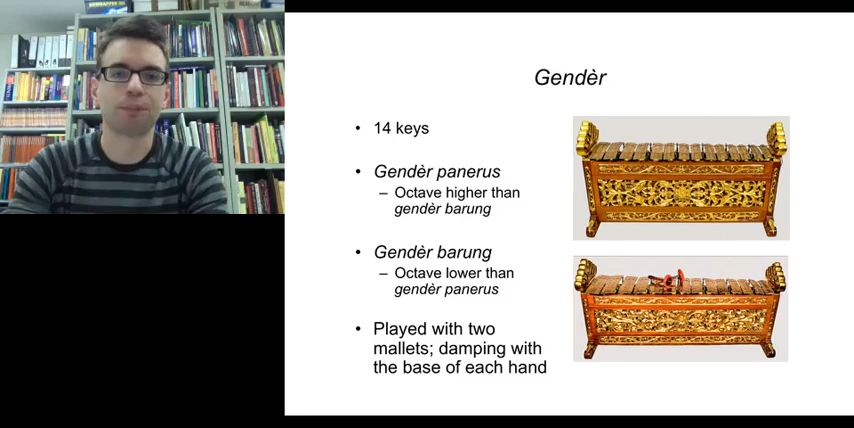 Gendèr
• 14 keys
• Gendèr panerus
– Octave higher than
gendèr barung
• Gendèr barung
– Octave lower than
gendèr panerus
• Played with two
mallets; damping with
the base of each hand